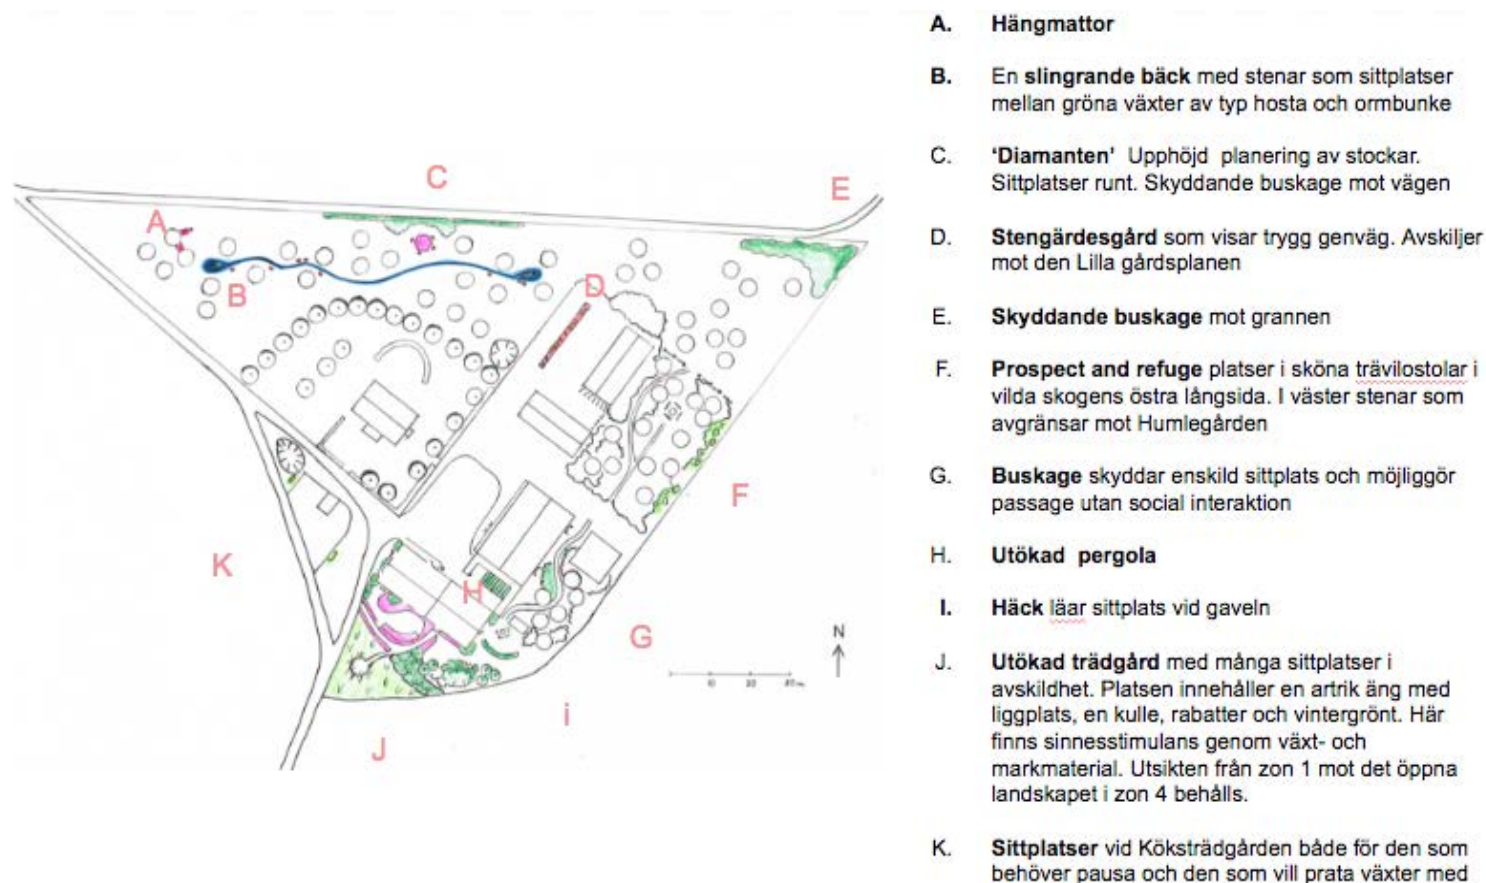 A. Hängmattor
B. En slingrande bäck med stenar som sittplatser
mellan gröna växter av typ hosta och ormbunke
C. ‘Diamanten’ Upphöjd planering av stockar.
Sittplatser runt. Skyddande buskage mot vägen
D. Stengärdesgård som visar trygg genväg. Avskiljer
mot den Lilla gårdsplanen
E. Skyddande buskage mot grannen
F. Prospect and refuge platser i sköna trävilostolar i
vilda skogens östra långsida. I väster stenar som
avgränsar mot Humlegården
G. Buskage skyddar enskild sittplats och möjliggör
passage utan social interaktion
H. Utökad pergola
I. Häck läar sittplats vid gaveln
J. Utökad trädgård med många sittplatser i
avskildhet. Platsen innehåller en artrik äng med
liggplats, en kulle, rabatter och vintergrönt. Här
finns sinnesstimulans genom växt- och
markmaterial. Utsikten från zon 1 mot det öppna
landskapet i zon 4 behålls.
K. Sittplatser vid Köksträdgården både för den som
behöver pausa och den som vill prata växter med
C
E
A
B
D
F
K
H
G
N
i
J